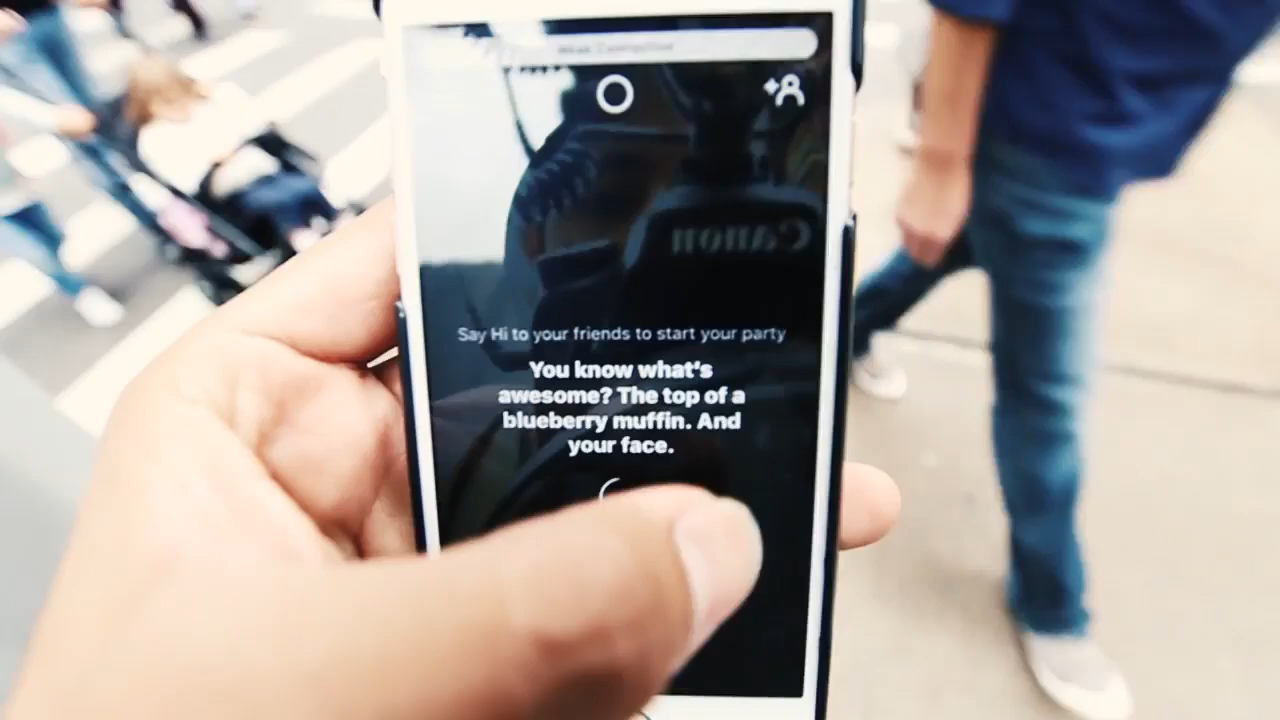 Canon
Say Hi to your friends to start your party
You know what's
awesome? The top of a
blueberry muffin. And
your face.